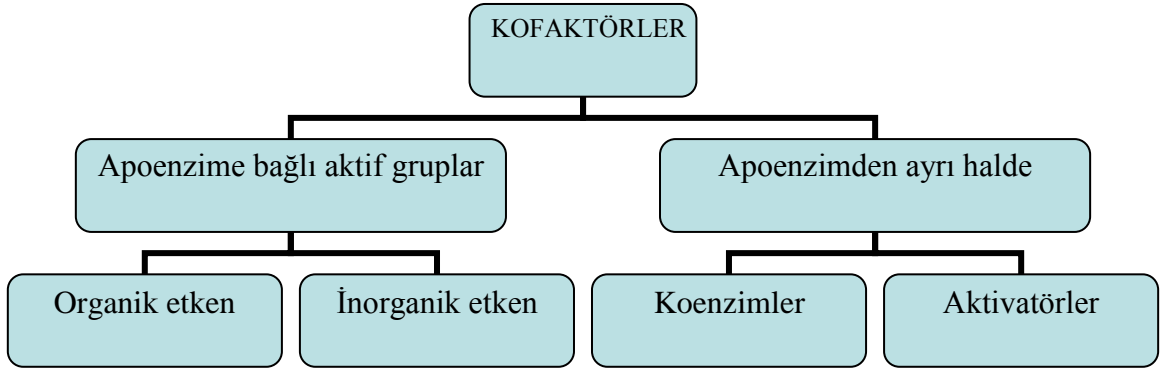 KOFAKTÖRLER
Apoenzime bağlı aktif gruplar
Apoenzimden ayrı halde
Organik etken
İnorganik etken
Koenzimler
Aktivatörler